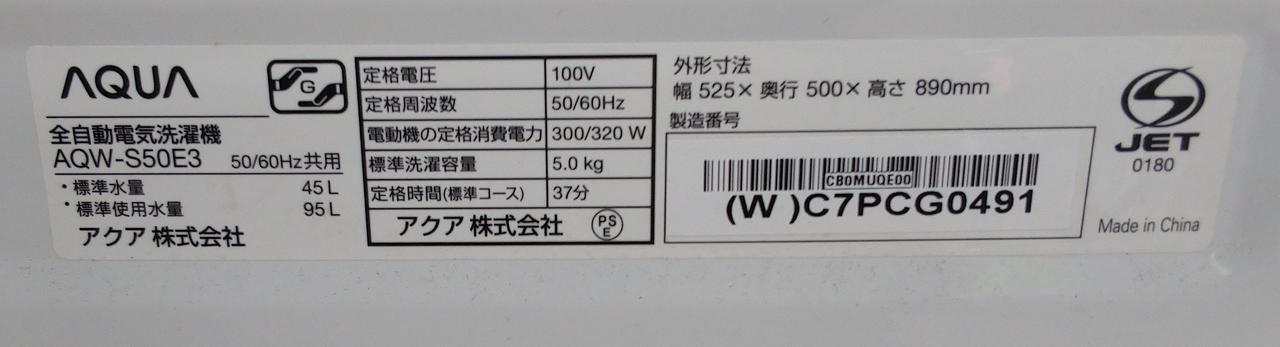 AQUA
G
全自動電気洗濯機
AQW-S50E3 50/60Hz共用
・標準水量 45L
・標準使用水量 95L
アクア 株式会社
定格電圧 100V
定格周波数 50/60Hz
電動機の定格消費電力 300/320 W
標準洗濯容量 5.0 kg
定格時間(標準コース) 37分
アクア 株式会社 PSE
外形寸法
幅 525× 奥行 500× 高さ 890mm
製造番号
CB0MUQE00
(W )C7PCG0491
JET
0180
Made in China